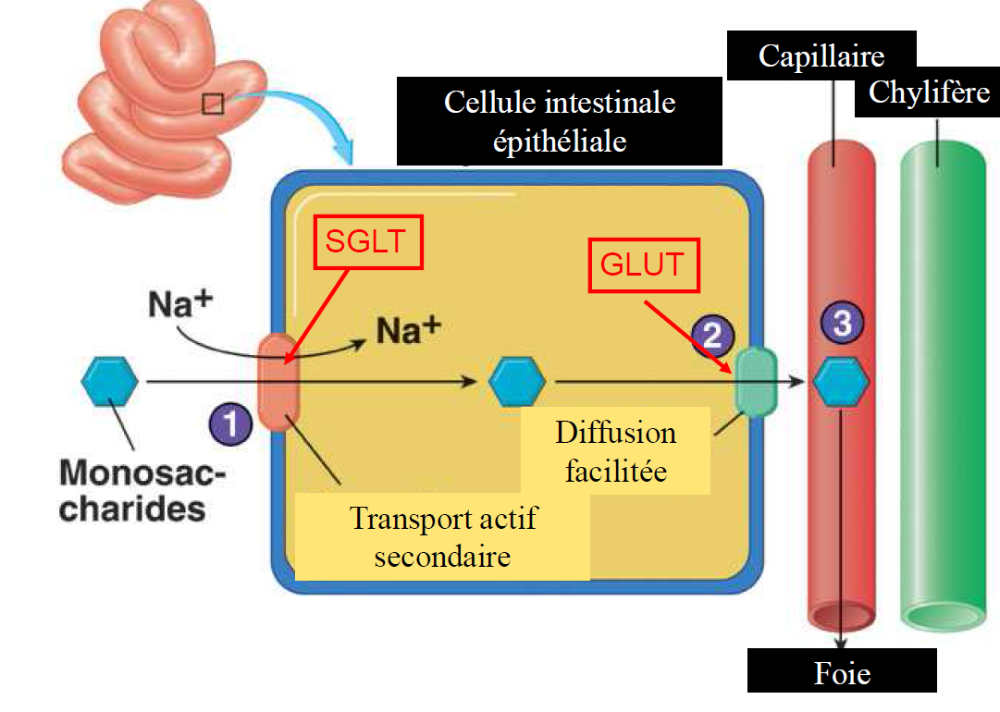 Capillaire
Chylifère
Cellule intestinale
épithéliale
SGLT
GLUT
Na+
Na+
2
3
1
Monosac-
charides
Diffusion
facilitée
Transport actif
secondaire
Foie